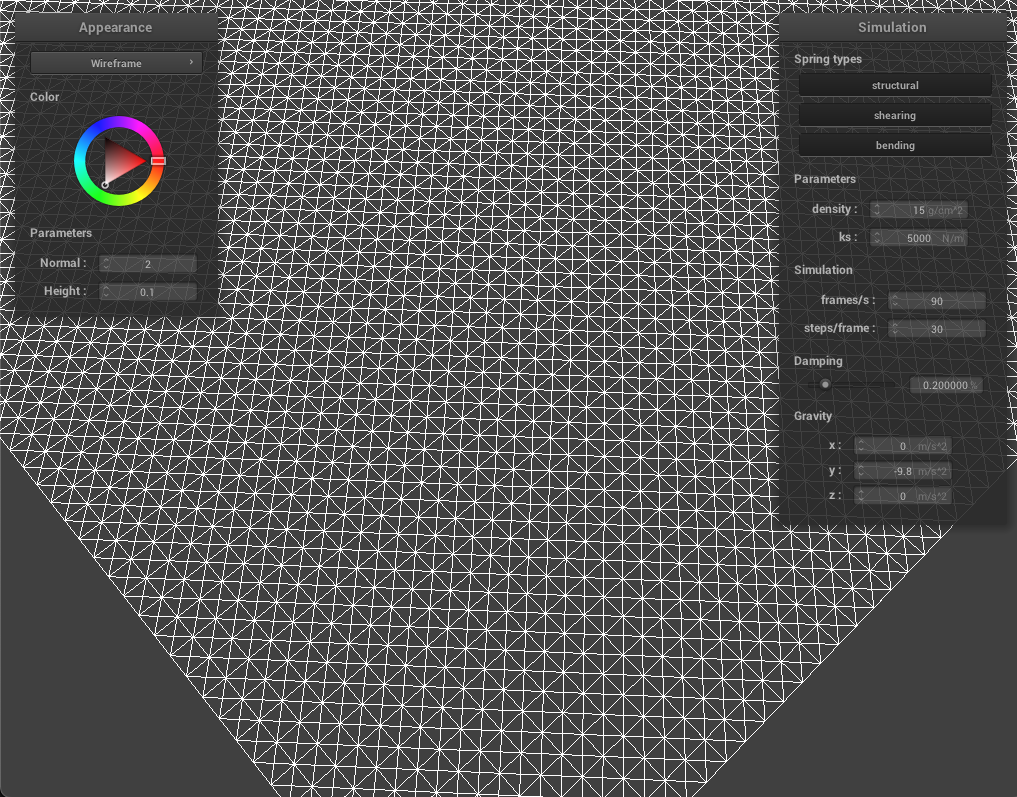 Appearance
Wireframe
Color
Parameters
Normal : 2
Height : 0.1
Simulation
Spring types
structural
shearing
bending
Parameters
density : 15 g/cm^2
ks : 5000 N/m
Simulation
frames/s : 90
steps/frame : 30
Damping
0.200000 %
Gravity
x : 0 m/s^2
y : -9.8 m/s^2
z : 0 m/s^2